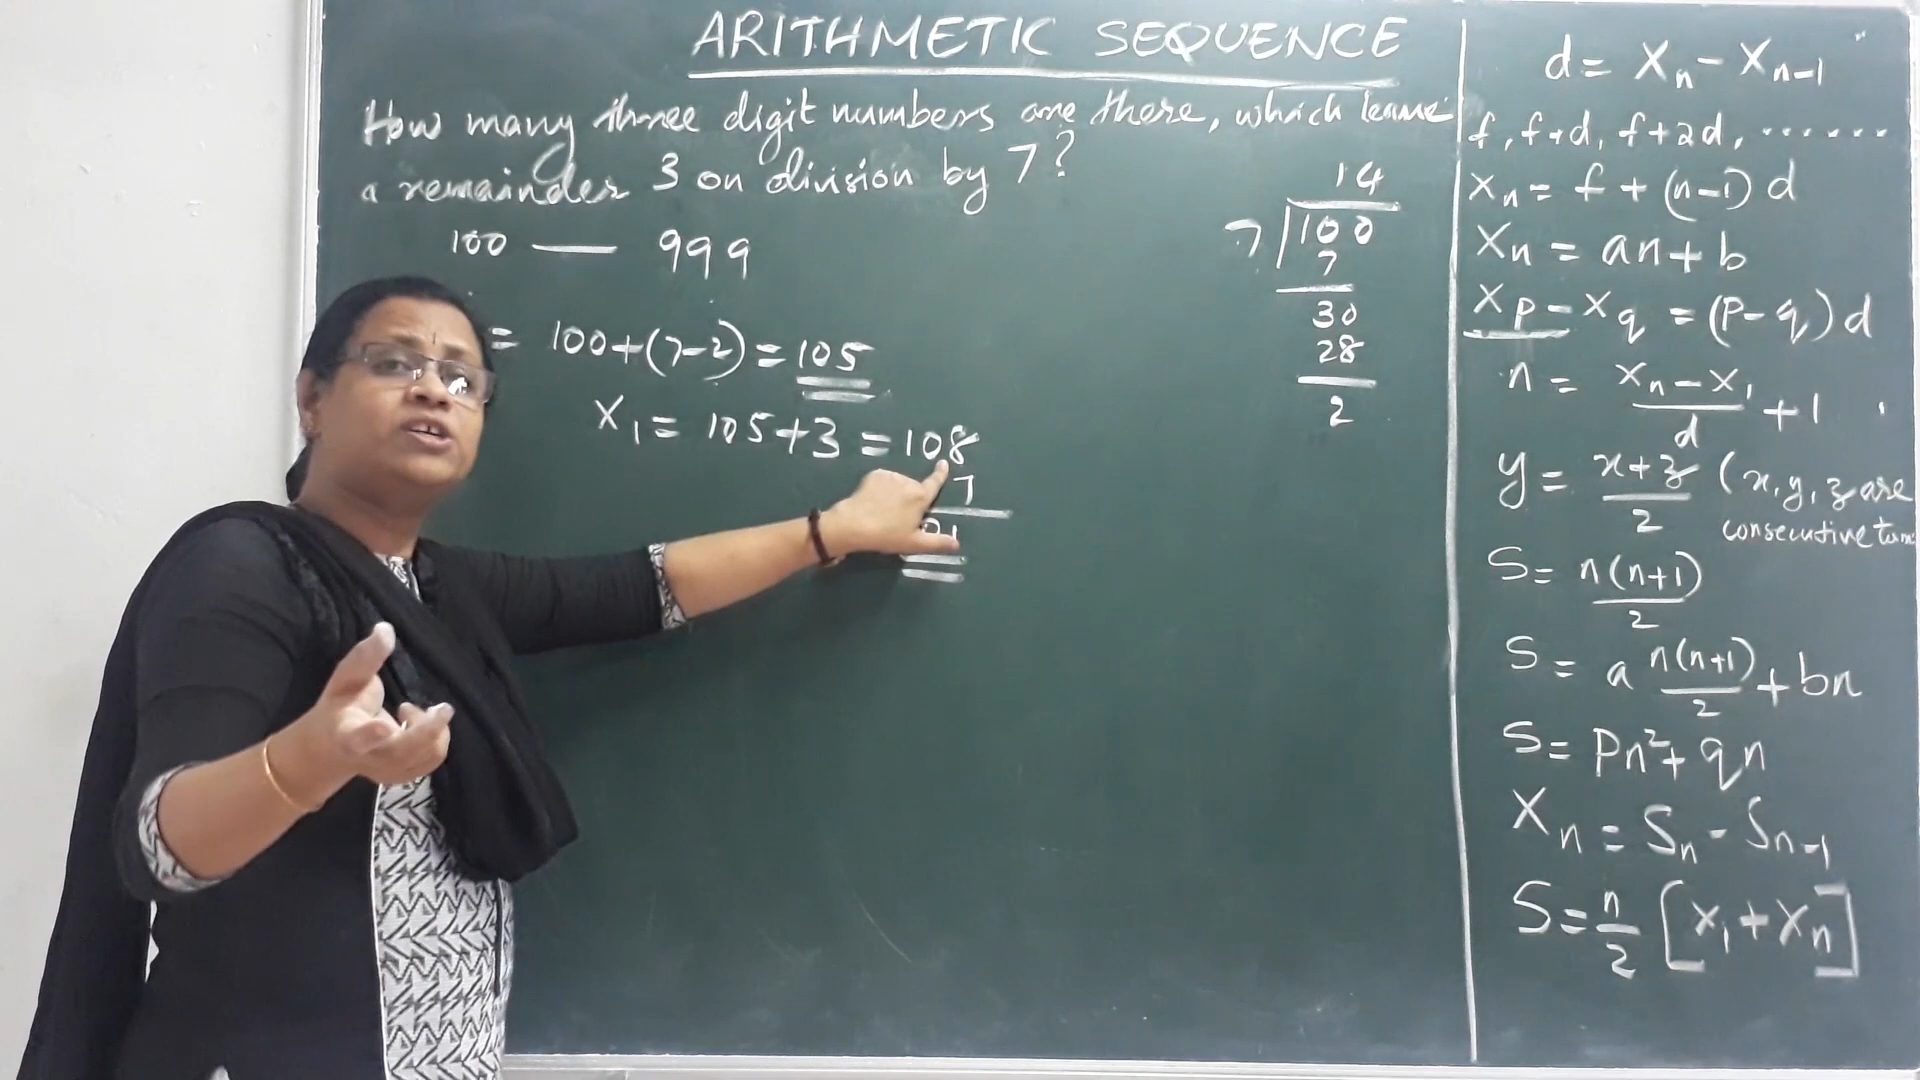 ARITHMETIC SEQUENCE
How many three digit numbers are there, which leave
a remainder 3 on division by 7?
100 — 999
= 100+(7-2) = 105
X₁ = 105+3 = 108
7
14
7 100
7
30
28
2
d = Xₙ - Xₙ₋₁
f, f+d, f+2d, ......
Xₙ = f + (n-1) d
Xₙ = an + b
Xp - Xq = (p-q) d
n = (Xₙ - X₁)/d + 1
y = (x+z)/2 (x, y, z are
consecutive
S = n(n+1)/2
S = a n(n+1)/2 + bn
S = pn² + qn
Xₙ = Sₙ - Sₙ₋₁
S = n/2 [X₁ + Xₙ]